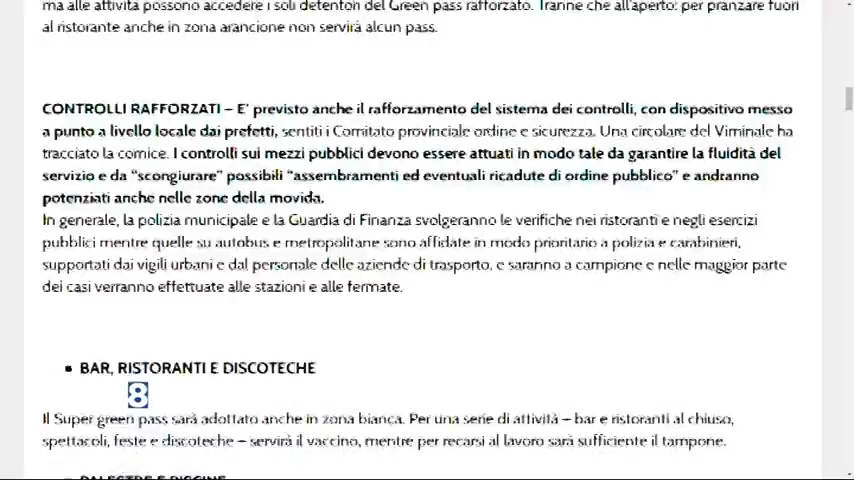 ma alle attività possono accedere i soli detentori del Green pass rafforzato. Tranne che all'aperto: per pranzare fuori
al ristorante anche in zona arancione non servirà alcun pass.
CONTROLLI RAFFORZATI – E' previsto anche il rafforzamento del sistema dei controlli, con dispositivo messo
a punto a livello locale dai prefetti, sentiti i Comitato provinciale ordine e sicurezza. Una circolare del Viminale ha
tracciato la cornice. I controlli sui mezzi pubblici devono essere attuati in modo tale da garantire la fluidità del
servizio e da “scongiurare” possibili “assembramenti ed eventuali ricadute di ordine pubblico” e andranno
potenziati anche nelle zone della movida.
In generale, la polizia municipale e la Guardia di Finanza svolgeranno le verifiche nei ristoranti e negli esercizi
pubblici mentre quelle su autobus e metropolitane sono affidate in modo prioritario a polizia e carabinieri,
supportati dai vigili urbani e dal personale delle aziende di trasporto, e saranno a campione e nelle maggior parte
dei casi verranno effettuate alle stazioni e alle fermate.
▪ BAR, RISTORANTI E DISCOTECHE
8
Il Super green pass sarà adottato anche in zona bianca. Per una serie di attività – bar e ristoranti al chiuso,
spettacoli, feste e discoteche – servirà il vaccino, mentre per recarsi al lavoro sarà sufficiente il tampone.
▪ PALESTRE E PISCINE